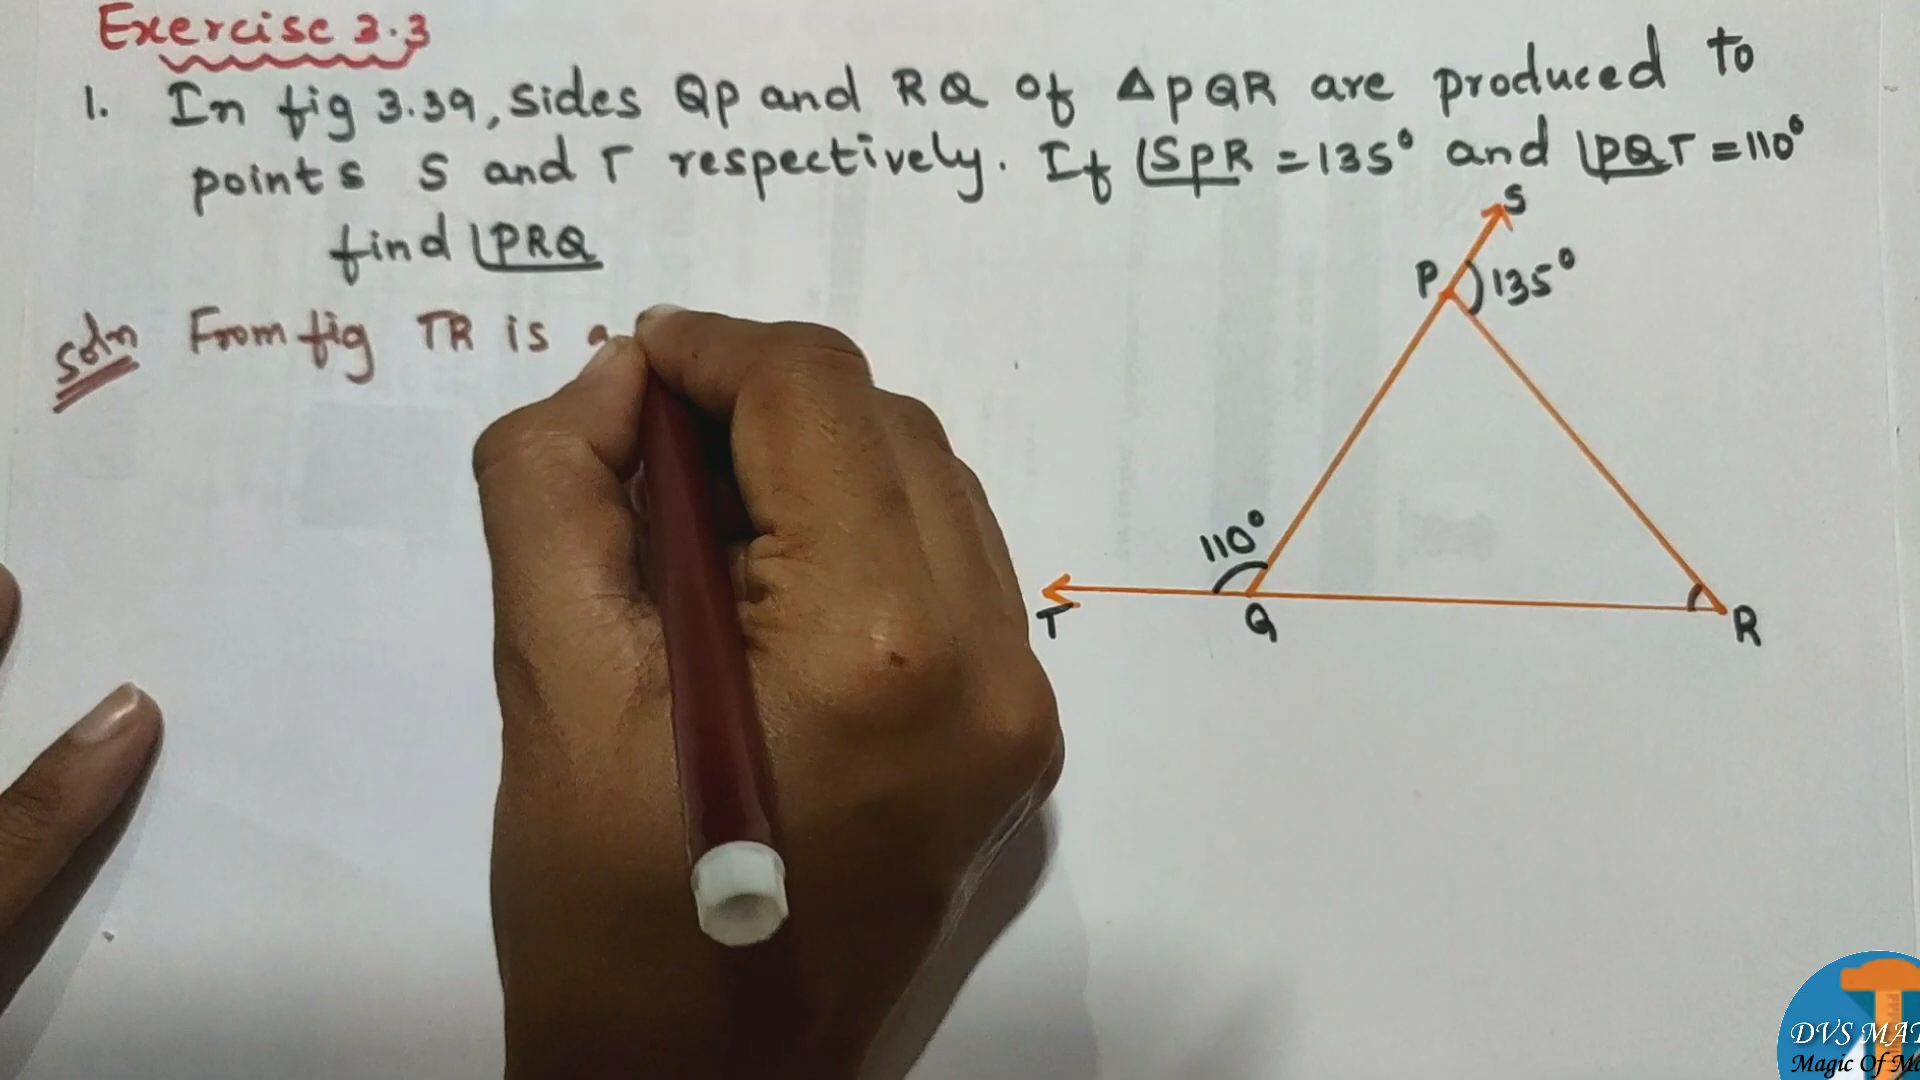 Exercise 3.3
1. In fig 3.39, sides QP and RQ of △PQR are produced to
points S and T respectively. If ∠SPR = 135° and ∠PQT = 110°
find ∠PRQ
Soln From fig TR is a
S
P 135°
110°
T Q R
DVS MAT
Magic Of Ma